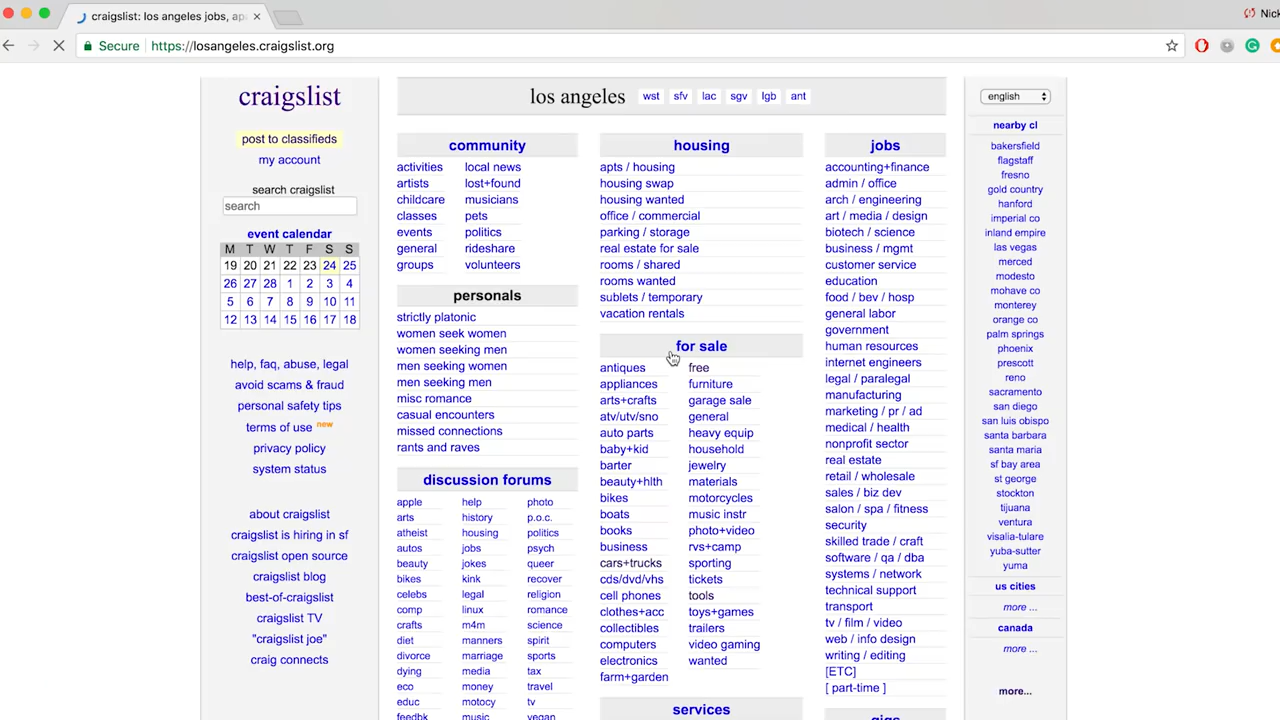 craigslist: los angeles jobs, ap
Nick
Secure https://losangeles.craigslist.org
craigslist
post to classifieds
my account
search craigslist
search
event calendar
M T W T F S S
19 20 21 22 23 24 25
26 27 28 1 2 3 4
5 6 7 8 9 10 11
12 13 14 15 16 17 18
help, faq, abuse, legal
avoid scams & fraud
personal safety tips
terms of use new
privacy policy
system status
about craigslist
craigslist is hiring in sf
craigslist open source
craigslist blog
best-of-craigslist
craigslist TV
"craigslist joe"
craig connects
los angeles wst sfv lac sgv lgb ant
community
activities local news
artists lost+found
childcare musicians
classes pets
events politics
general rideshare
groups volunteers
personals
strictly platonic
women seek women
women seeking men
men seeking women
men seeking men
misc romance
casual encounters
missed connections
rants and raves
discussion forums
apple help photo
arts history p.o.c.
atheist housing politics
autos jobs psych
beauty jokes queer
bikes kink recover
celebs legal religion
comp linux romance
crafts m4m science
diet manners spirit
divorce marriage sports
dying media tax
eco money travel
educ motocy tv
feedbk music vegan
housing
apts / housing
housing swap
housing wanted
office / commercial
parking / storage
real estate for sale
rooms / shared
rooms wanted
sublets / temporary
vacation rentals
for sale
antiques free
appliances furniture
arts+crafts garage sale
atv/utv/sno general
auto parts heavy equip
baby+kid household
barter jewelry
beauty+hlth materials
bikes motorcycles
boats music instr
books photo+video
business rvs+camp
cars+trucks sporting
cds/dvd/vhs tickets
cell phones tools
clothes+acc toys+games
collectibles trailers
computers video gaming
electronics wanted
farm+garden
services
jobs
accounting+finance
admin / office
arch / engineering
art / media / design
biotech / science
business / mgmt
customer service
education
food / bev / hosp
general labor
government
human resources
internet engineers
legal / paralegal
manufacturing
marketing / pr / ad
medical / health
nonprofit sector
real estate
retail / wholesale
sales / biz dev
salon / spa / fitness
security
skilled trade / craft
software / qa / dba
systems / network
technical support
transport
tv / film / video
web / info design
writing / editing
[ETC]
[ part-time ]
gigs
english
nearby cl
bakersfield
flagstaff
fresno
gold country
hanford
imperial co
inland empire
las vegas
merced
modesto
mohave co
monterey
orange co
palm springs
phoenix
prescott
reno
sacramento
san diego
san luis obispo
santa barbara
santa maria
sf bay area
st george
stockton
tijuana
ventura
visalia-tulare
yuba-sutter
yuma
us cities
more ...
canada
more ...
more...